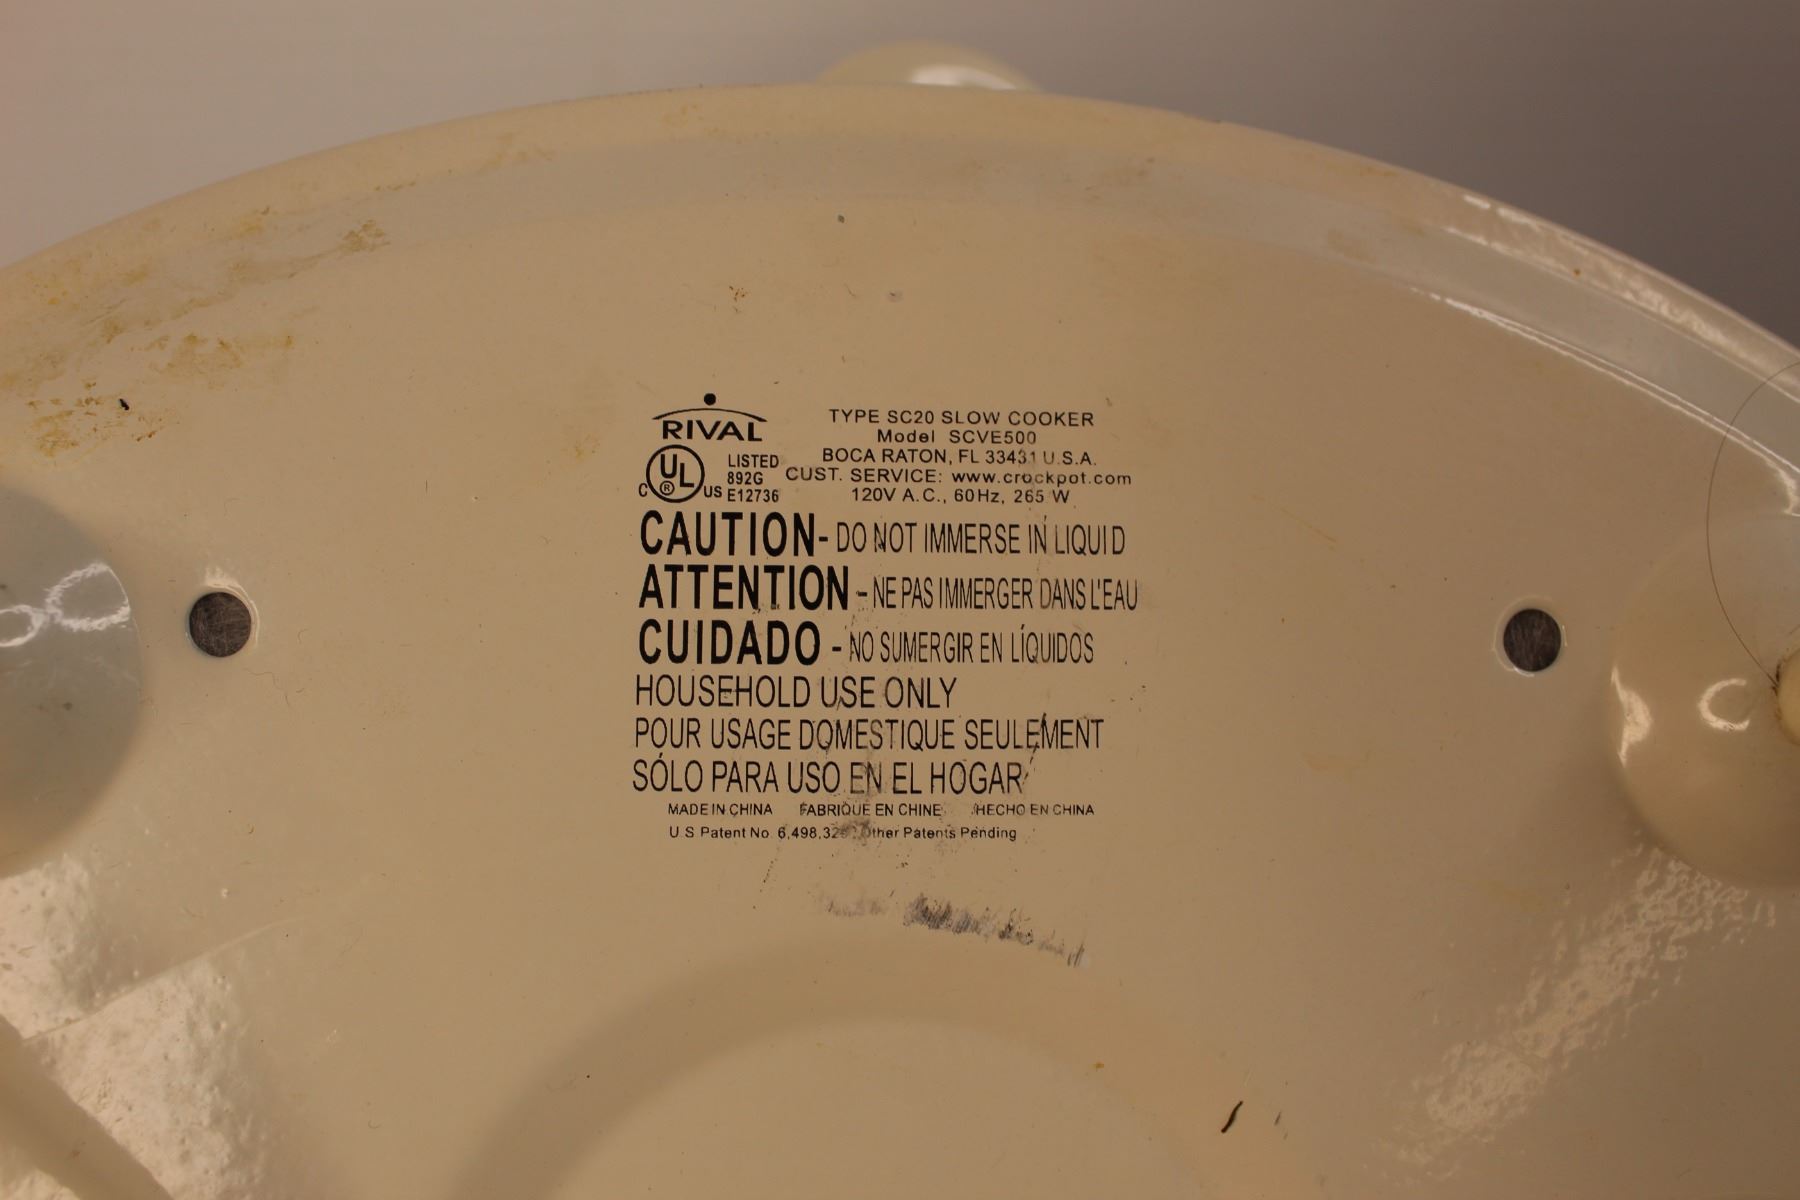 RIVAL
TYPE SC20 SLOW COOKER
Model SCVE500
BOCA RATON, FL 33431 U.S.A.
CUST. SERVICE: www.crockpot.com
120V A.C., 60Hz, 265 W
C UL ® US
LISTED
892G
E12736
CAUTION- DO NOT IMMERSE IN LIQUID
ATTENTION - NE PAS IMMERGER DANS L'EAU
CUIDADO - NO SUMERGIR EN LÍQUIDOS
HOUSEHOLD USE ONLY
POUR USAGE DOMESTIQUE SEULEMENT
SÓLO PARA USO EN EL HOGAR
MADE IN CHINA FABRIQUE EN CHINE HECHO EN CHINA
U.S Patent No. Other Patents Pending